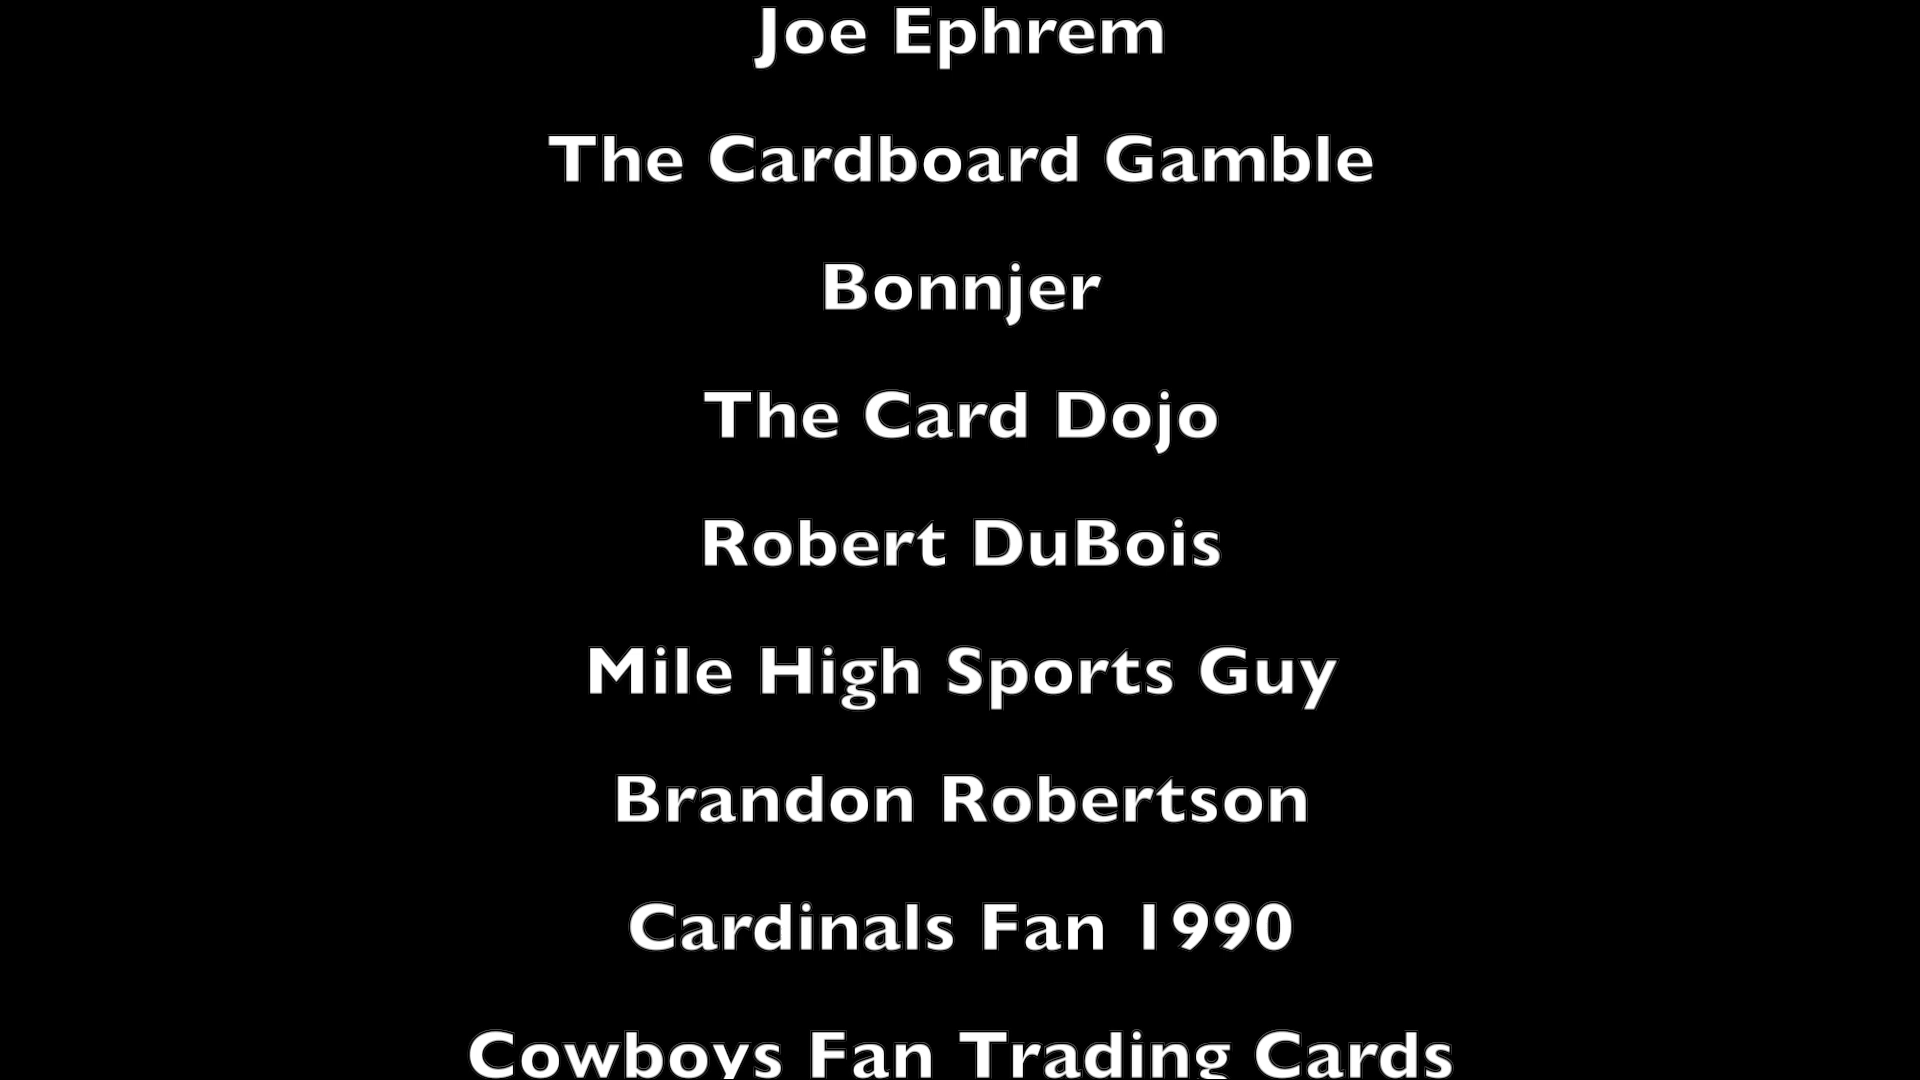 Joe Ephrem
The Cardboard Gamble
Bonnjer
The Card Dojo
Robert DuBois
Mile High Sports Guy
Brandon Robertson
Cardinals Fan 1990
Cowboys Fan Trading Cards